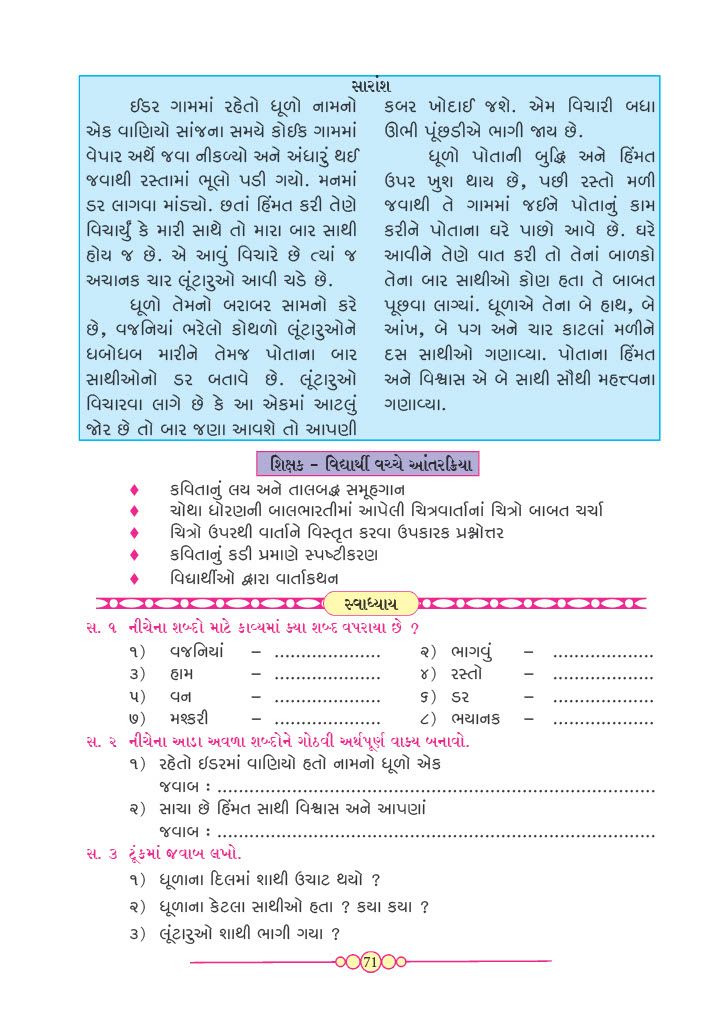 સારાંશ
ઈડર ગામમાં રહેતો ધૂળો નામનો
એક વાણિયો સાંજના સમયે કોઈક ગામમાં
વેપાર અર્થે જવા નીકળ્યો અને અંધારું થઈ
જવાથી રસ્તામાં ભૂલો પડી ગયો. મનમાં
ડર લાગવા માંડ્યો. છતાં હિંમત કરી તેણે
વિચાર્યું કે મારી સાથે તો મારા બાર સાથી
હોય જ છે. એ આવું વિચારે છે ત્યાં જ
અચાનક ચાર લૂંટારુઓ આવી ચડે છે.
ધૂળો તેમનો બરાબર સામનો કરે
છે, વજનિયાં ભરેલો કોથળો લૂંટારુઓને
ધબોધબ મારીને તેમજ પોતાના બાર
સાથીઓનો ડર બતાવે છે. લૂંટારુઓ
વિચારવા લાગે છે કે આ એકમાં આટલું
જોર છે તો બાર જણા આવશે તો આપણી
કબર ખોદાઈ જશે. એમ વિચારી બધા
ઊભી પૂંછડીએ ભાગી જાય છે.
ધૂળો પોતાની બુદ્ધિ અને હિંમત
ઉપર ખુશ થાય છે, પછી રસ્તો મળી
જવાથી તે ગામમાં જઈને પોતાનું કામ
કરીને પોતાના ઘરે પાછો આવે છે. ઘરે
આવીને તેણે વાત કરી તો તેનાં બાળકો
તેના બાર સાથીઓ કોણ હતા તે બાબત
પૂછવા લાગ્યાં. ધૂળાએ તેના બે હાથ, બે
આંખ, બે પગ અને ચાર કાટલાં મળીને
દસ સાથીઓ ગણાવ્યા. પોતાના હિંમત
અને વિશ્વાસ એ બે સાથી સૌથી મહત્ત્વના
ગણાવ્યા.
શિક્ષક – વિદ્યાર્થી વચ્ચે આંતરક્રિયા
♦ કવિતાનું લય અને તાલબદ્ધ સમૂહગાન
♦ ચોથા ધોરણની બાલભારતીમાં આપેલી ચિત્રવાર્તાનાં ચિત્રો બાબત ચર્ચા
♦ ચિત્રો ઉપરથી વાર્તાને વિસ્તૃત કરવા ઉપકારક પ્રશ્નોત્તર
♦ કવિતાનું કડી પ્રમાણે સ્પષ્ટીકરણ
♦ વિદ્યાર્થીઓ દ્વારા વાર્તાકથન
સ્વાધ્યાય
સ. ૧ નીચેના શબ્દો માટે કાવ્યમાં ક્યા શબ્દ વપરાયા છે ?
૧) વજનિયાં – .................... ૨) ભાગવું – ...................
૩) હામ – .................... ૪) રસ્તો – ...................
૫) વન – .................... ૬) ડર – ...................
૭) મશ્કરી – .................... ૮) ભયાનક – ...................
સ. ૨ નીચેના આડા અવળા શબ્દોને ગોઠવી અર્થપૂર્ણ વાક્ય બનાવો.
૧) રહેતો ઈડરમાં વાણિયો હતો નામનો ધૂળો એક
જવાબ : ..................................................................................
૨) સાચા છે હિંમત સાથી વિશ્વાસ અને આપણાં
જવાબ : ..................................................................................
સ. ૩ ટૂંકમાં જવાબ લખો.
૧) ધૂળાના દિલમાં શાથી ઉચાટ થયો ?
૨) ધૂળાના કેટલા સાથીઓ હતા ? કયા કયા ?
૩) લૂંટારુઓ શાથી ભાગી ગયા ?
71